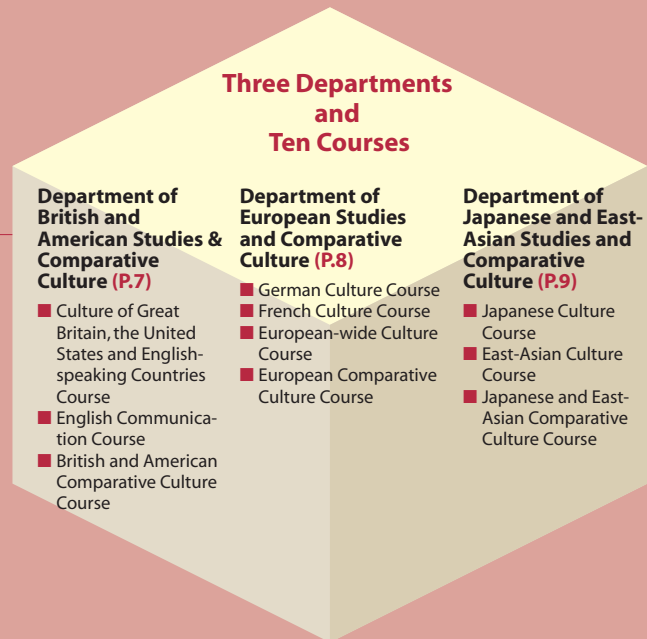 Three Departments
and
Ten Courses
Department of
British and
American Studies &
Comparative
Culture (P.7)
■ Culture of Great
Britain, the United
States and English-
speaking Countries
Course
■ English Communica-
tion Course
■ British and American
Comparative Culture
Course
Department of
European Studies
and Comparative
Culture (P.8)
■ German Culture Course
■ French Culture Course
■ European-wide Culture
Course
■ European Comparative
Culture Course
Department of
Japanese and East-
Asian Studies and
Comparative
Culture (P.9)
■ Japanese Culture
Course
■ East-Asian Culture
Course
■ Japanese and East-
Asian Comparative
Culture Course